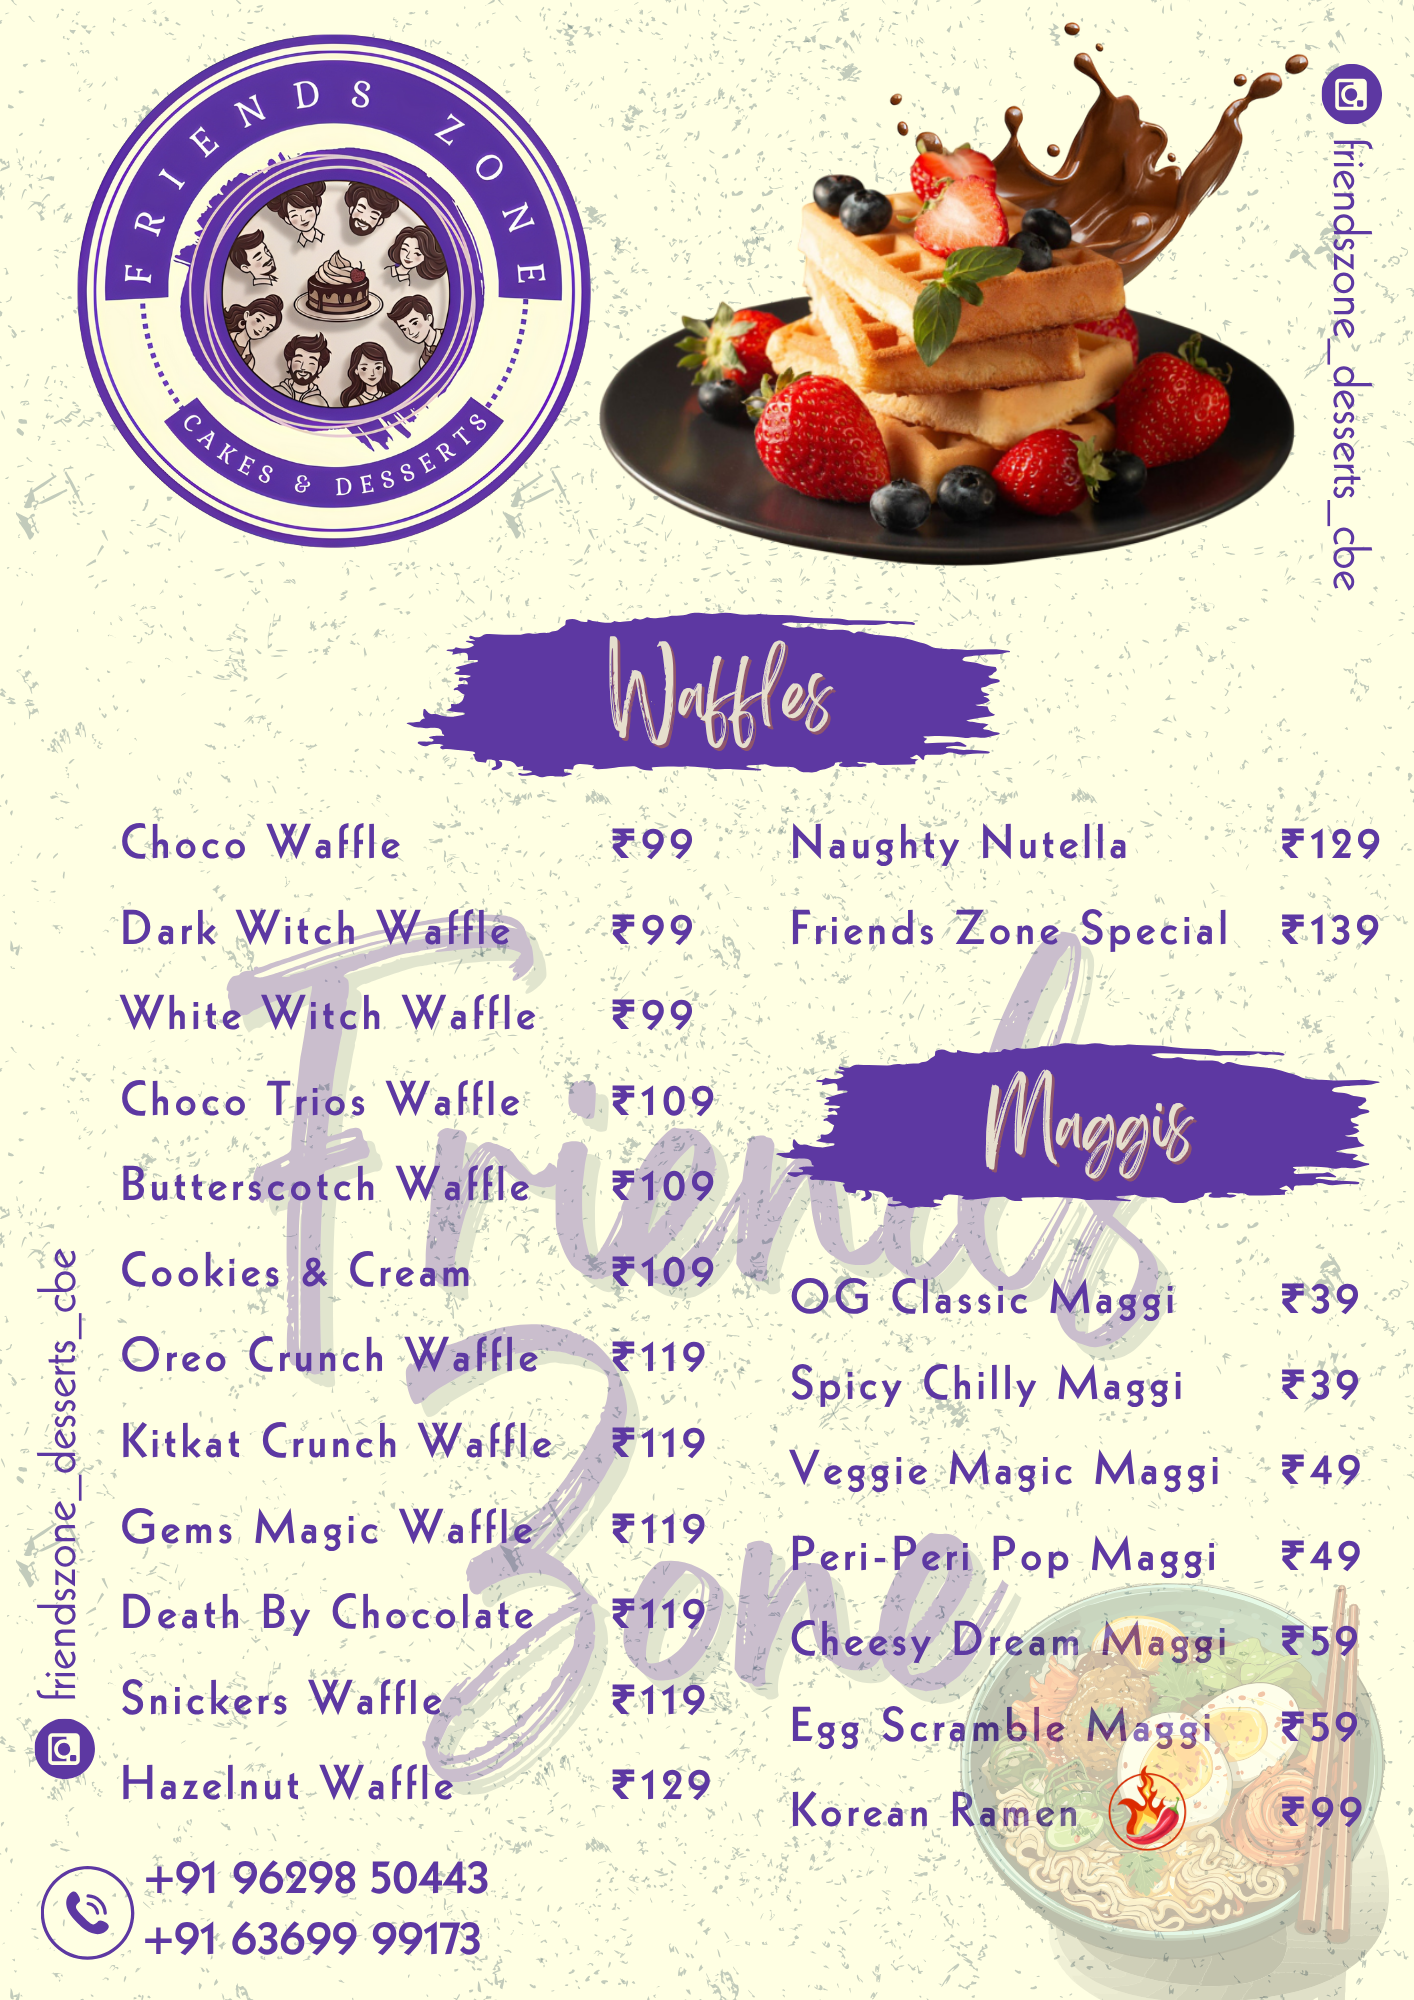 FRIENDS ZONE
CAKES & DESSERTS
friendszone_desserts_cbe
Waffles
Choco Waffle ₹99
Dark Witch Waffle ₹99
White Witch Waffle ₹99
Choco Trios Waffle ₹109
Butterscotch Waffle ₹109
Cookies & Cream ₹109
Oreo Crunch Waffle ₹119
Kitkat Crunch Waffle ₹119
Gems Magic Waffle ₹119
Death By Chocolate ₹119
Snickers Waffle ₹119
Hazelnut Waffle ₹129
Naughty Nutella ₹129
Friends Zone Special ₹139
Maggis
OG Classic Maggi ₹39
Spicy Chilly Maggi ₹39
Veggie Magic Maggi ₹49
Peri-Peri Pop Maggi ₹49
Cheesy Dream Maggi ₹59
Egg Scramble Maggi ₹59
Korean Ramen ₹99
Friends
Zone
friendszone_desserts_cbe
+91 96298 50443
+91 63699 99173